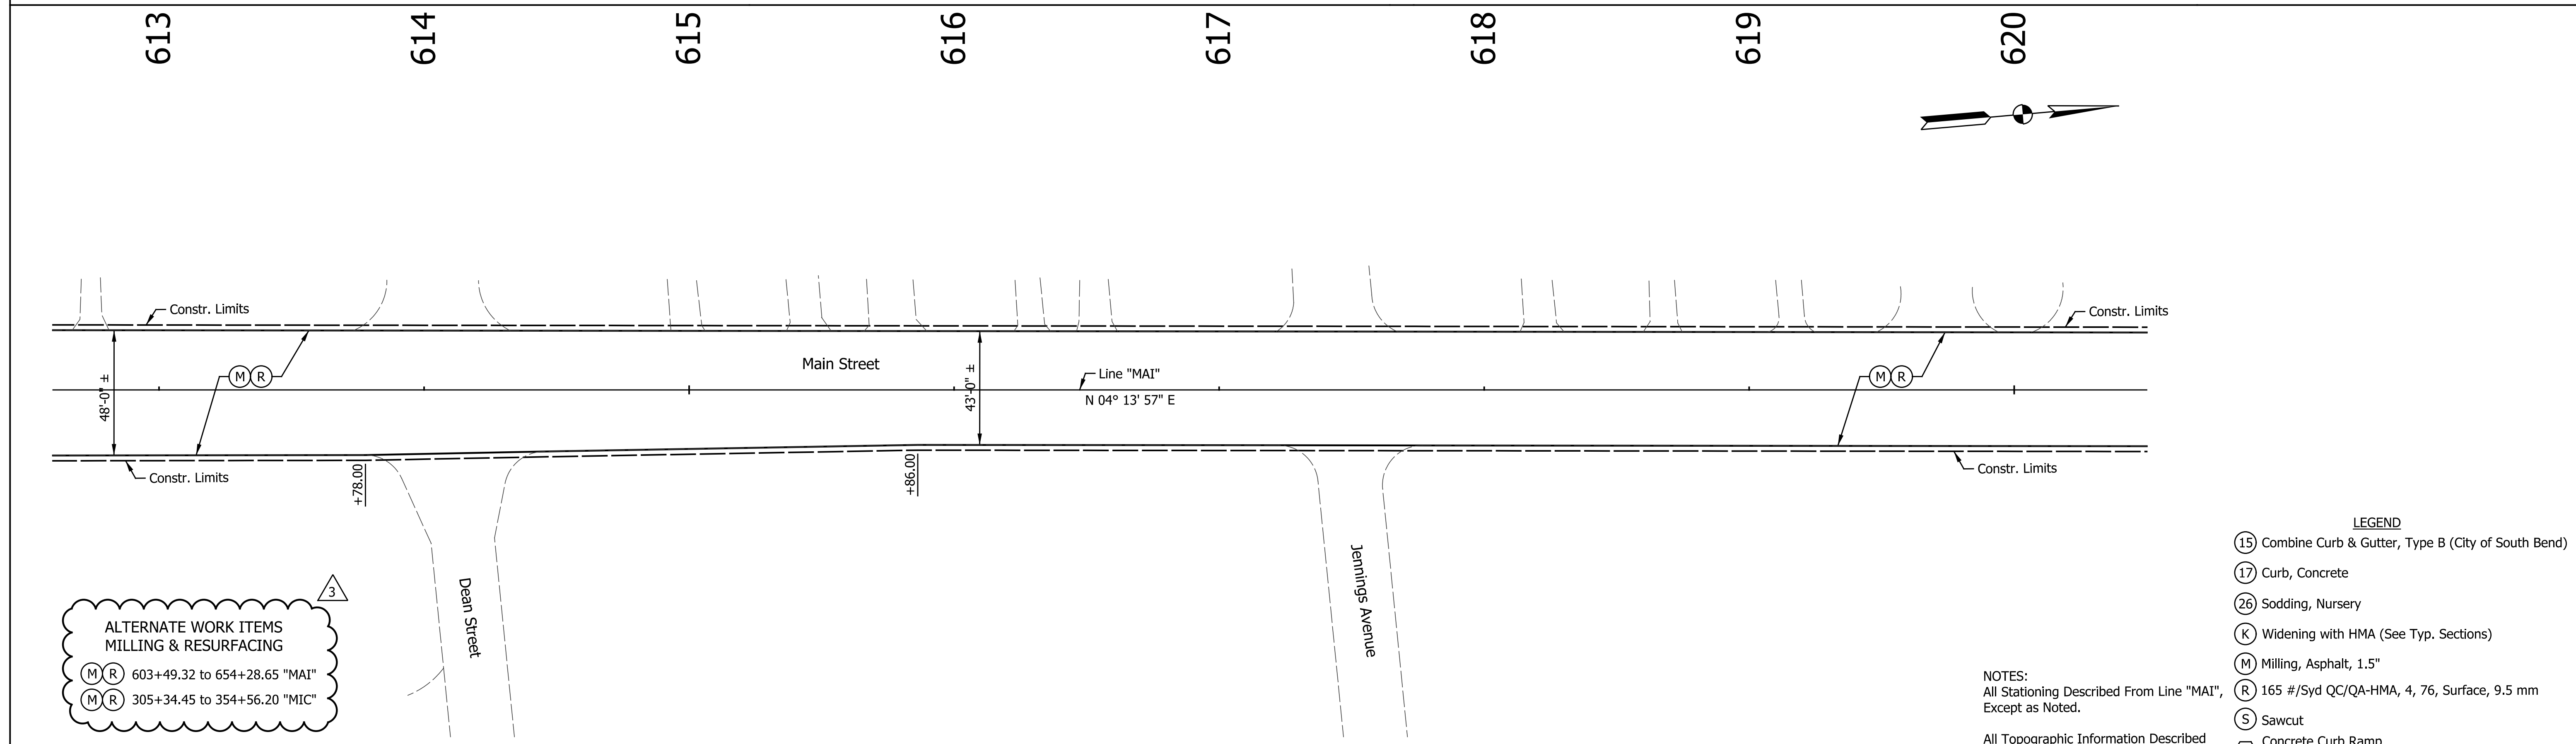 613
614
615
616
617
618
619
620
Constr. Limits
Constr. Limits
Main Street
Line "MAI"
N 04° 13' 57" E
M R
M R
48'-0" ±
43'-0" ±
Constr. Limits
Constr. Limits
+78.00
+86.00
Dean Street
Jennings Avenue
3
ALTERNATE WORK ITEMS
MILLING & RESURFACING
M R 603+49.32 to 654+28.65 "MAI"
M R 305+34.45 to 354+56.20 "MIC"
NOTES:
All Stationing Described From Line "MAI",
Except as Noted.
All Topographic Information Described
LEGEND
15 Combine Curb & Gutter, Type B (City of South Bend)
17 Curb, Concrete
26 Sodding, Nursery
K Widening with HMA (See Typ. Sections)
M Milling, Asphalt, 1.5"
R 165 #/Syd QC/QA-HMA, 4, 76, Surface, 9.5 mm
S Sawcut
Concrete Curb Ramp